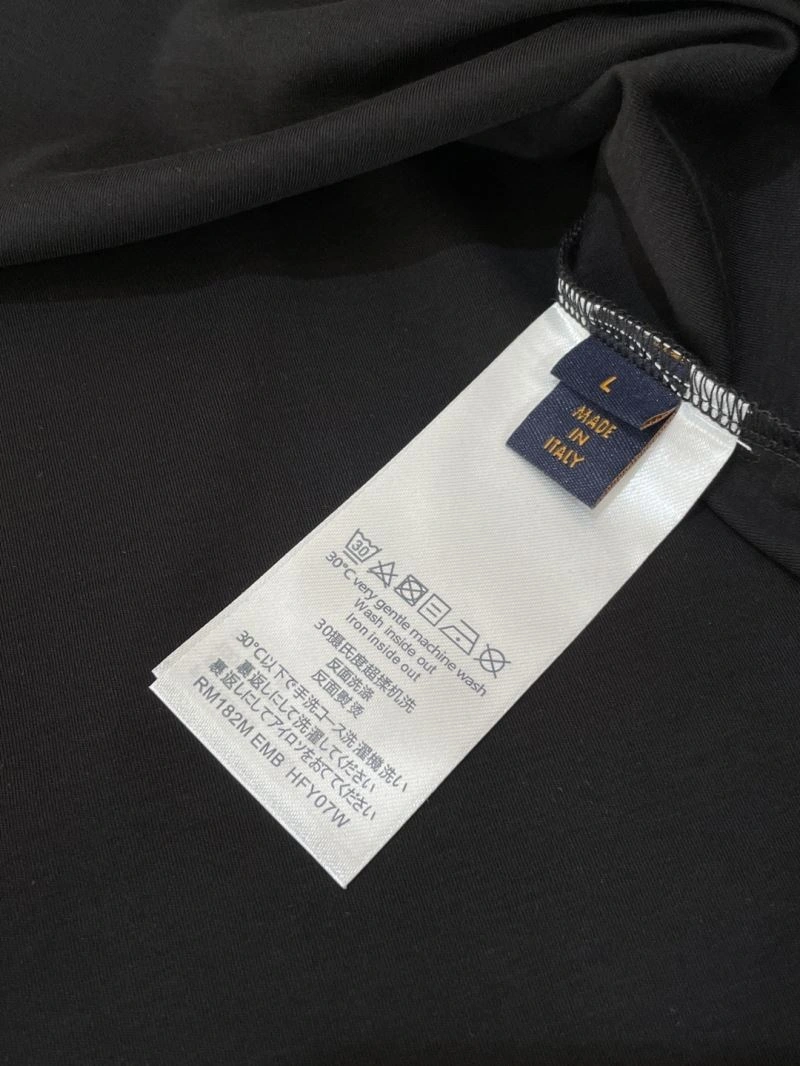 L
MADE
IN
ITALY
30
30°C very gentle machine wash
Wash inside out
Iron inside out
30摄氏度超揉机洗
反面洗涤
反面熨烫
30℃以下で手洗コース洗濯機洗い
裏返しにして洗濯してください
裏返しにしてアイロンをおててください
RM182M EMB HFY07W